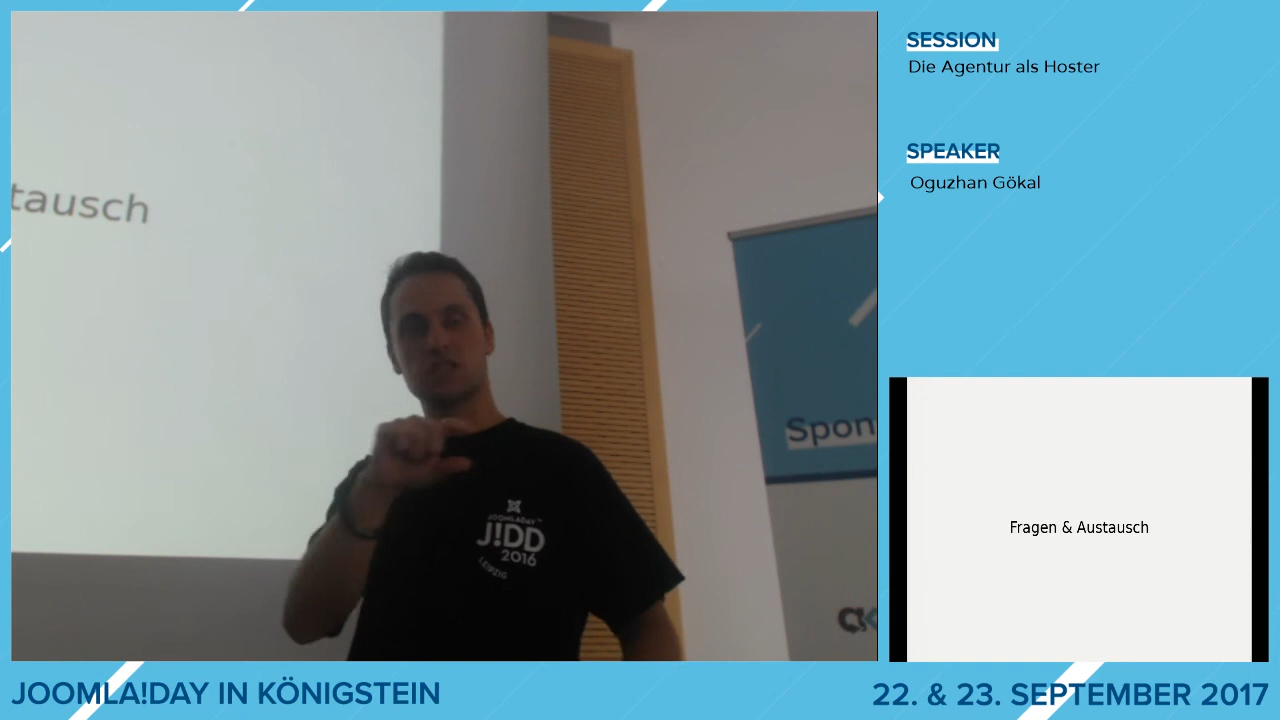 SESSION
Die Agentur als Hoster
SPEAKER
Oguzhan Gökal
tausch
JOOMLADAY™
J!DD
2016
LEIPZIG
Spon
Fragen & Austausch
JOOMLA!DAY IN KÖNIGSTEIN
22. & 23. SEPTEMBER 2017